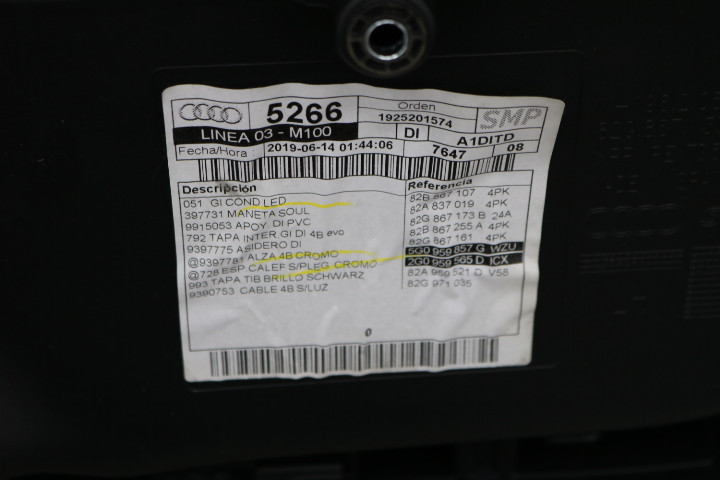 5266
Orden
1925201574
SMP
LINEA 03 - M100
DI
A1DITD
Fecha/Hora :
2019-06-14 01:44:06
7647
08
Descripción
Referencia
051 GI COND LED
82B 867 107 4PK
397731 MANETA SOUL
82A 837 019 4PK
9915053 APOY. DI PVC
82G 867 173 B 24A
792 TAPA INTER.GI DI 4B evo
82B 867 255 A 4PK
9397775 ASIDERO DI
82G 867 161 4PK
@9397781 ALZA 4B CROMO
5G0 959 857 G WZU
@728 ESP.CALEF S/PLEG. CROMO
2G0 959 565 D ICX
993 TAPA TIB BRILLO SCHWARZ
82A 959 521 D V58
9390753 CABLE 4B S/LUZ
82G 971 035
0